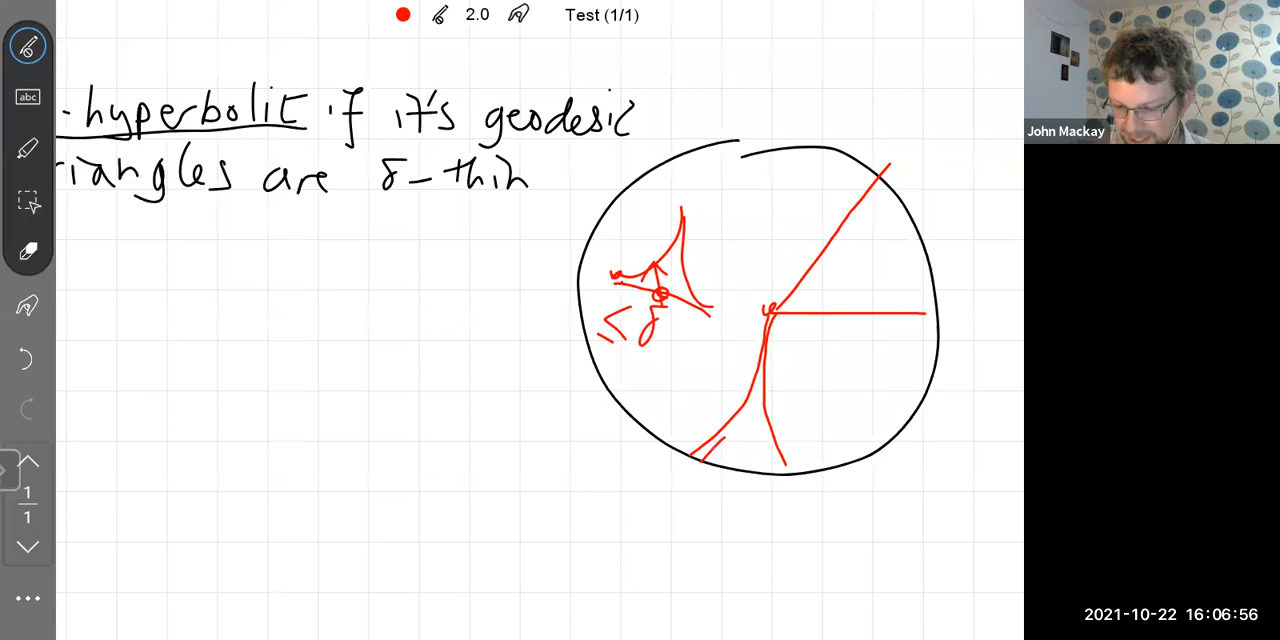 2.0
Test (1/1)
abc
-hyperbolic if it's geodesic
riangles are δ-thin
≤ δ
John Mackay
1
1
2021-10-22 16:06:56